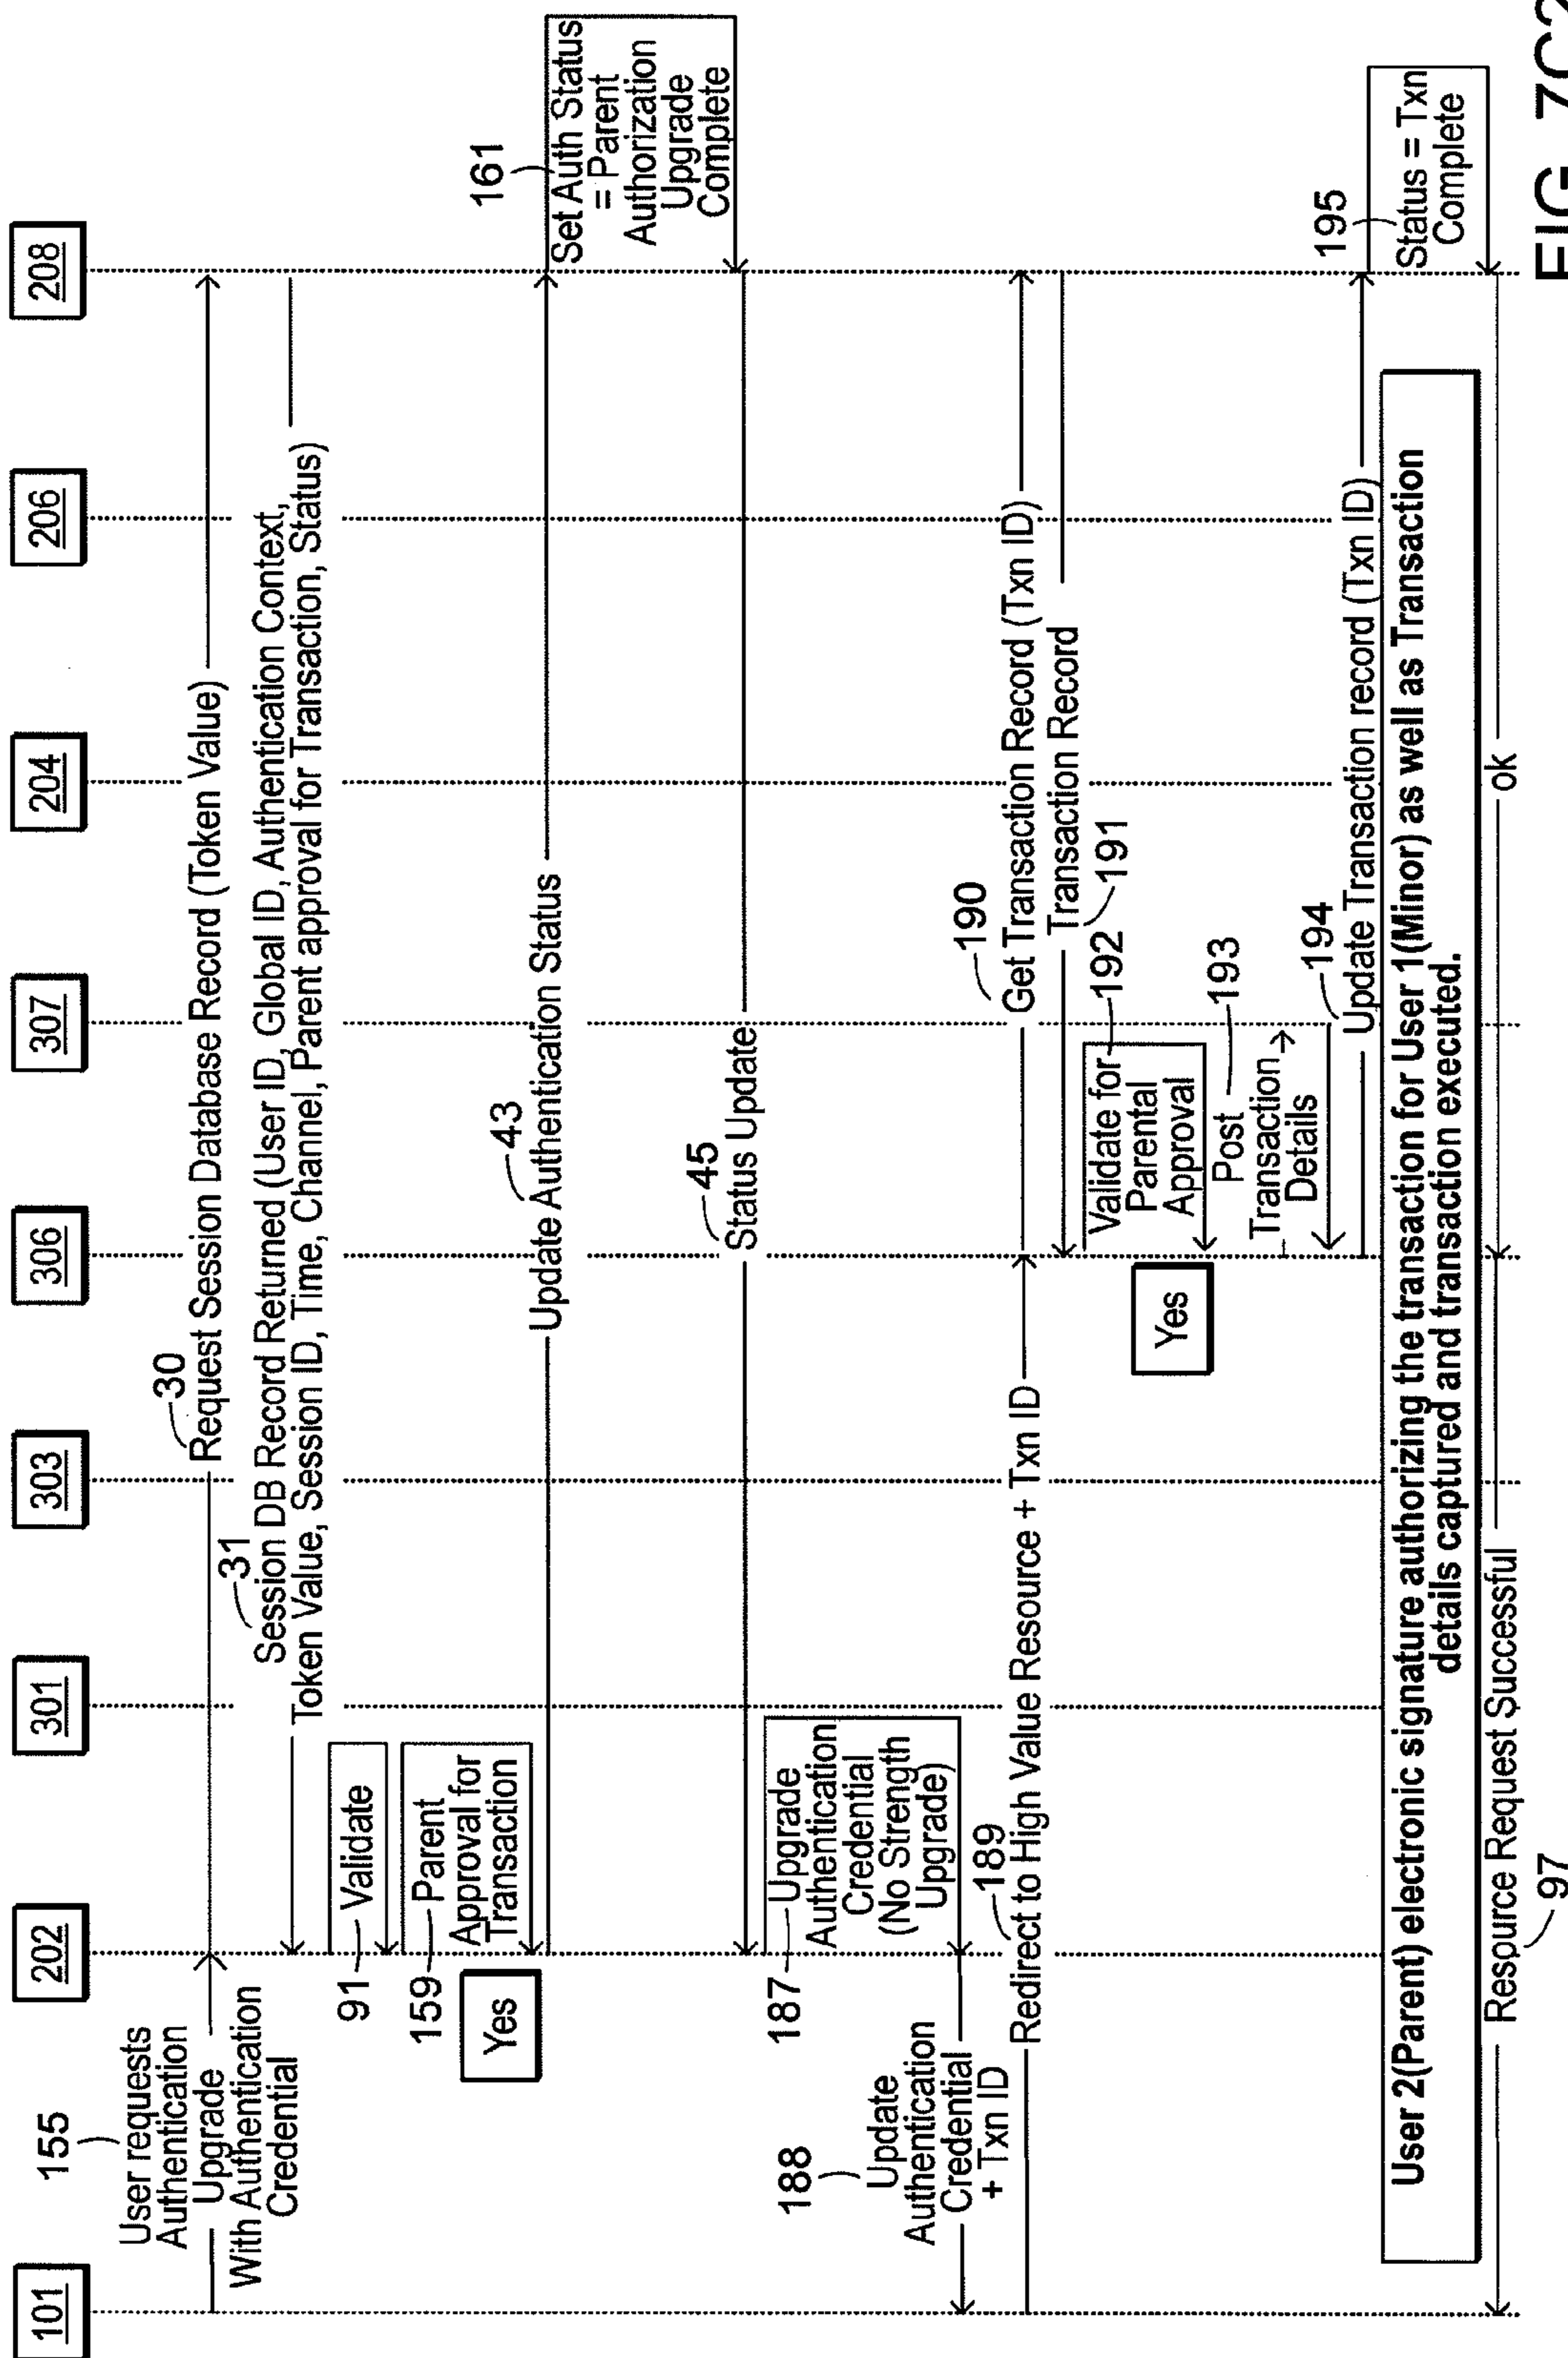 101
202
301
303
306
307
204
206
208
155
User requests
Authentication
Upgrade
With Authentication
Credential
30
Request Session Database Record (Token Value)
31
Session DB Record Returned (User ID, Global ID, Authentication Context,
Token Value, Session ID, Time, Channel, Parent approval for Transaction, Status)
91
Validate
159
Parent
Approval for
Transaction
Yes
43
Update Authentication Status
161
Set Auth Status
= Parent
Authorization
Upgrade
Complete
45
Status Update
187
Upgrade
Authentication
Credential
(No Strength
Upgrade)
188
Update
Authentication
Credential
+ Txn ID
189
Redirect to High Value Resource + Txn ID
190
Get Transaction Record (Txn ID)
Transaction Record
191
192
Validate for
Parental
Approval
Yes
193
Post
Transaction
Details
194
Update Transaction record (Txn ID)
195
Status = Txn
Complete
User 2(Parent) electronic signature authorizing the transaction for User 1(Minor) as well as Transaction
details captured and transaction executed.
Resource Request Successful
ok
97
FIG. 7C2